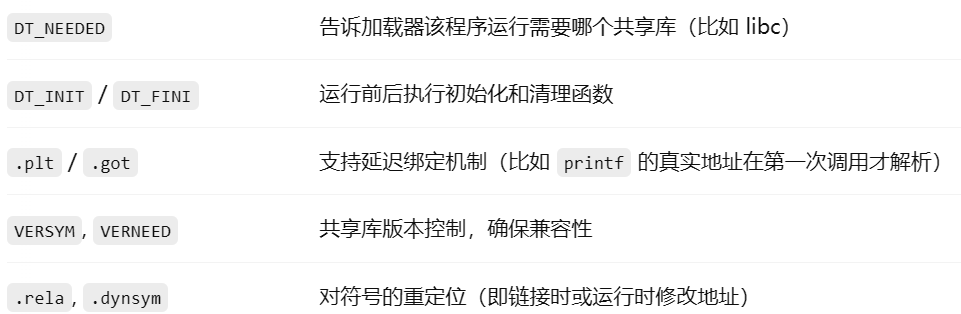 DT_NEEDED 告诉加载器该程序运行需要哪个共享库（比如 libc）
DT_INIT / DT_FINI 运行前后执行初始化和清理函数
.plt / .got 支持延迟绑定机制（比如 printf 的真实地址在第一次调用才解析）
VERSYM, VERNEED 共享库版本控制，确保兼容性
.rela, .dynsym 对符号的重定位（即链接时或运行时修改地址）